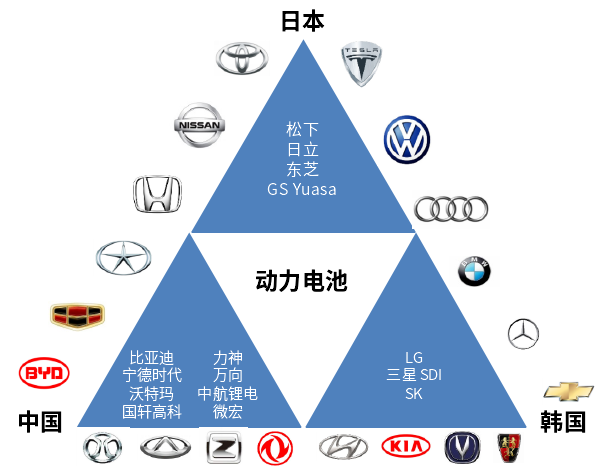 日本
TESLA
NISSAN
松下
日立
东芝
GS Yuasa
BMW
动力电池
比亚迪
宁德时代
沃特玛
国轩高科
力神
万向
中航锂电
微宏
LG
三星 SDI
SK
BYD
中国
韩国
KIA